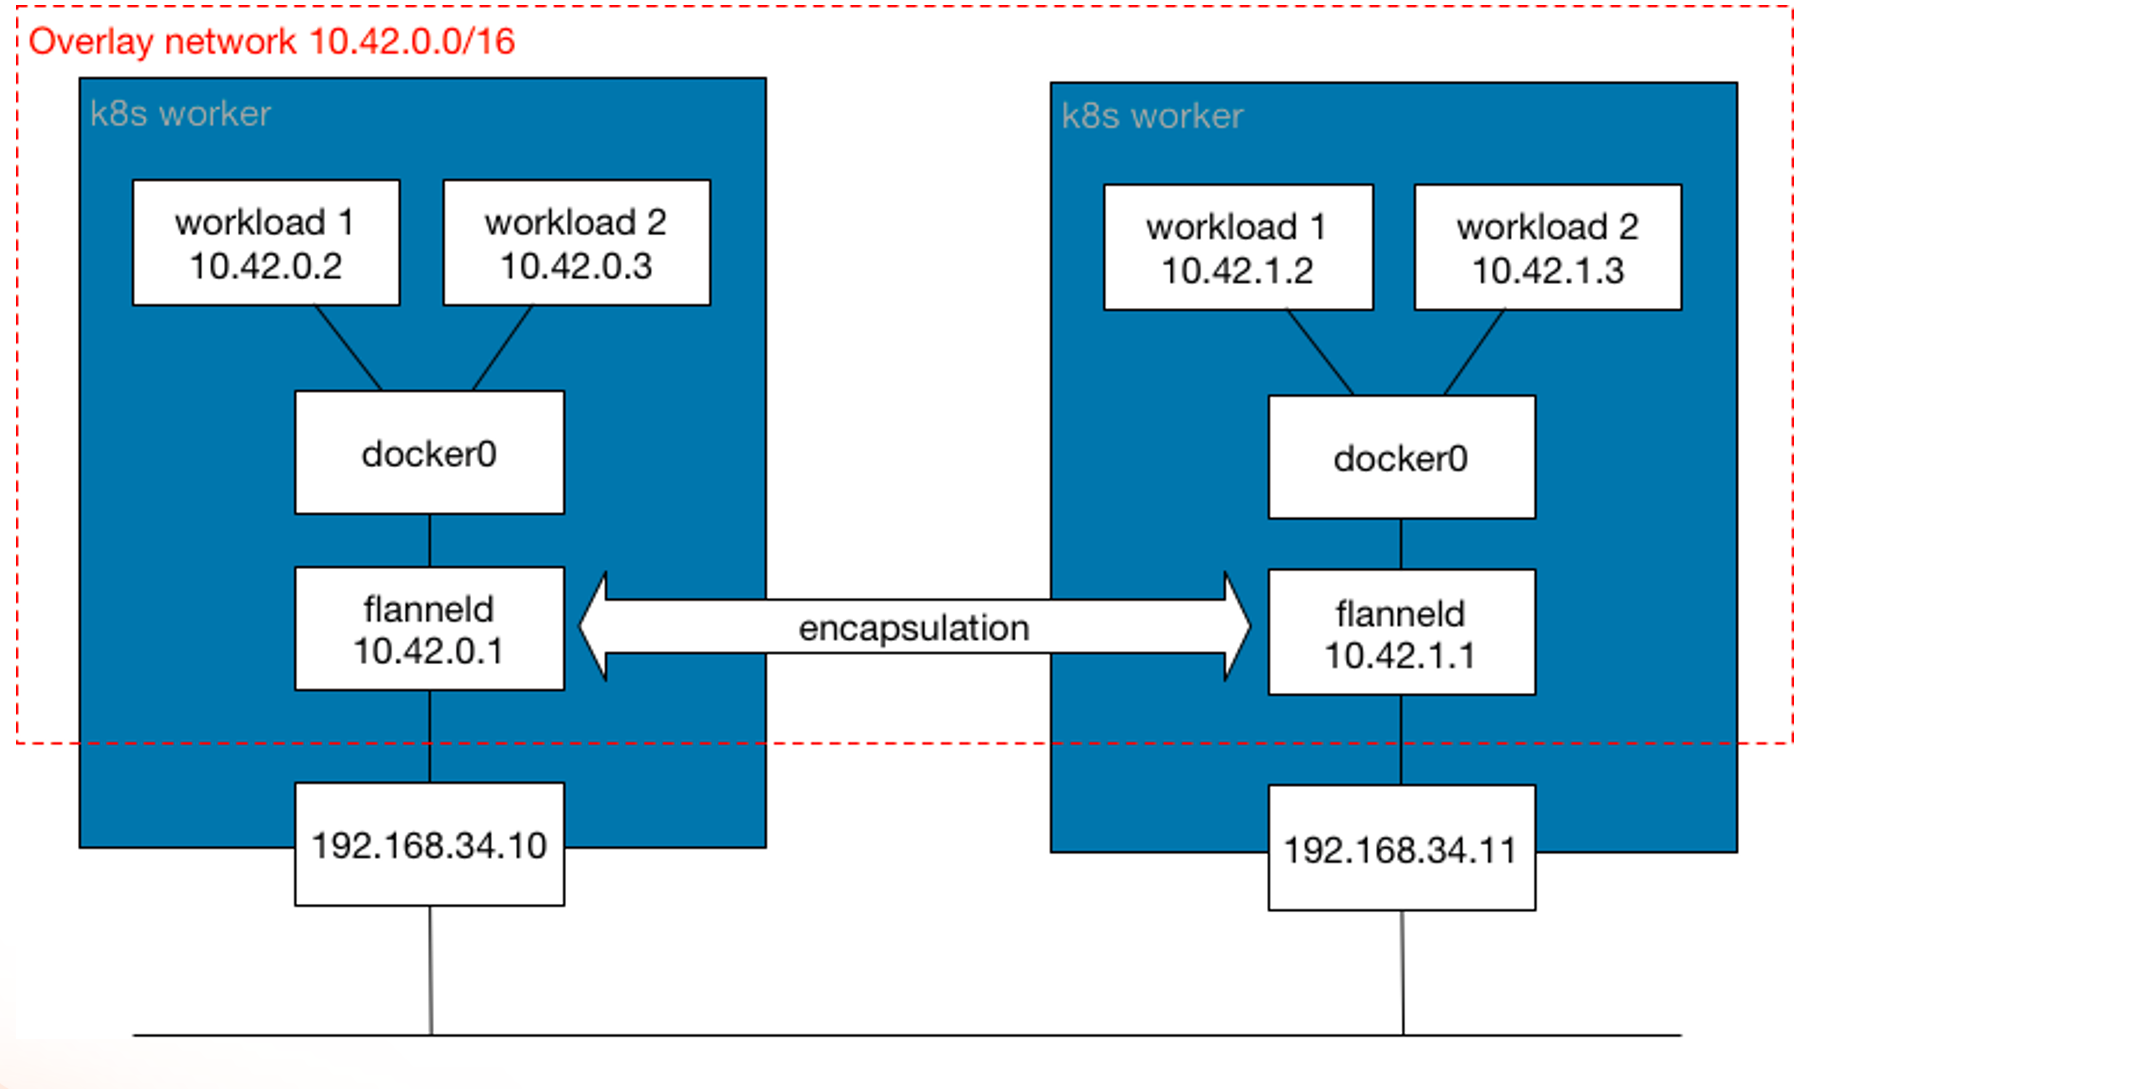 Overlay network 10.42.0.0/16
k8s worker
workload 1
10.42.0.2
workload 2
10.42.0.3
docker0
flanneld
10.42.0.1
192.168.34.10
encapsulation
k8s worker
workload 1
10.42.1.2
workload 2
10.42.1.3
docker0
flanneld
10.42.1.1
192.168.34.11